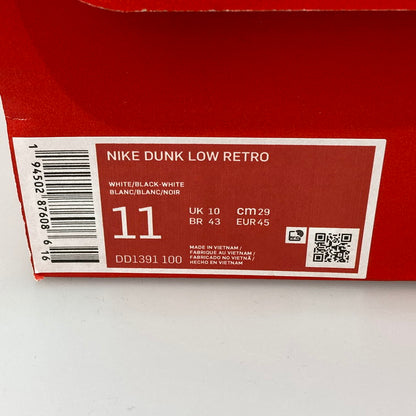 NIKE DUNK LOW RETRO
WHITE/BLACK-WHITE
BLANC/BLANC/NOIR
11
UK 10 cm 29
BR 43 EUR 45
DD1391 100
MADE IN VIETNAM/
FABRIQUE AU VIETNAM/
FABRICADO NO VIETNÃ/
HECHO EN VIETNAM
1 94502 87608 6 16